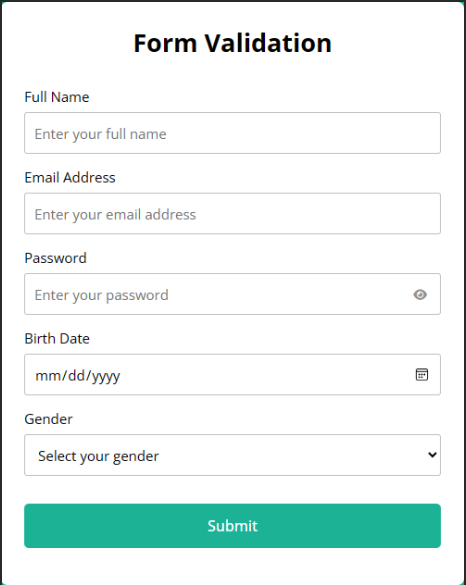 Form Validation
Full Name
Enter your full name
Email Address
Enter your email address
Password
Enter your password
Birth Date
mm/dd/yyyy
Gender
Select your gender
Submit